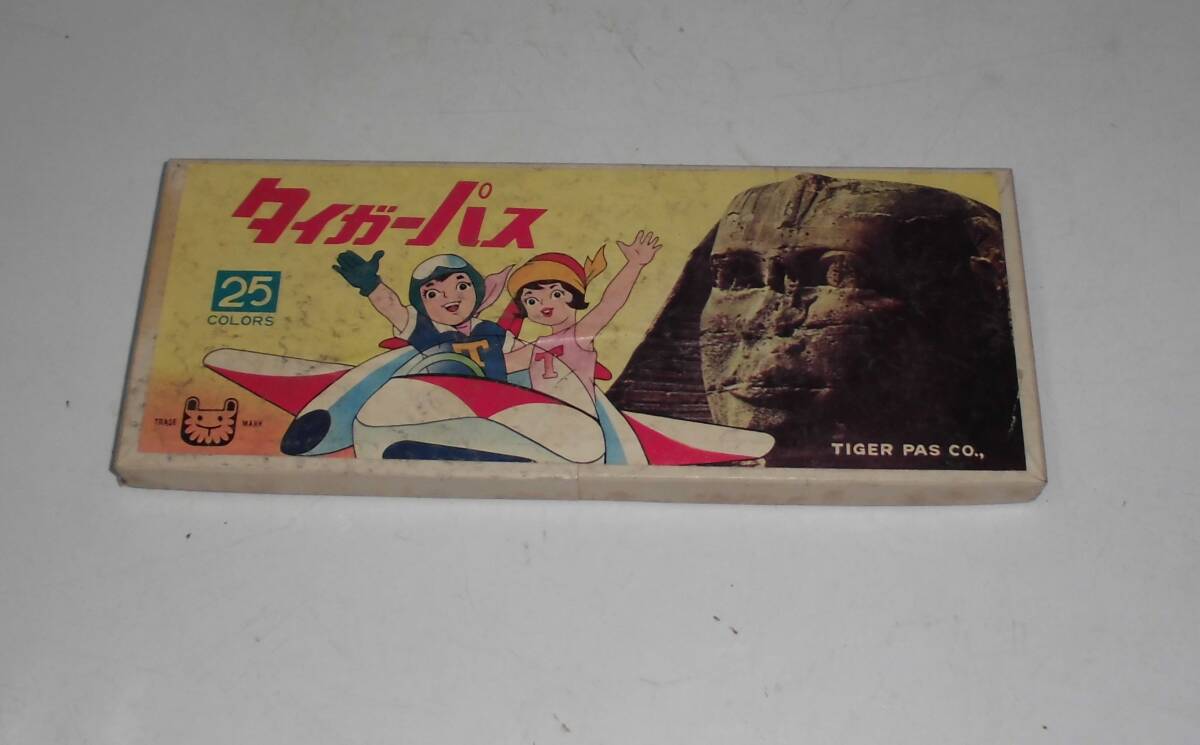 タイガーパス
25
COLORS
T
T
TRADE MARK
TIGER PAS CO.,